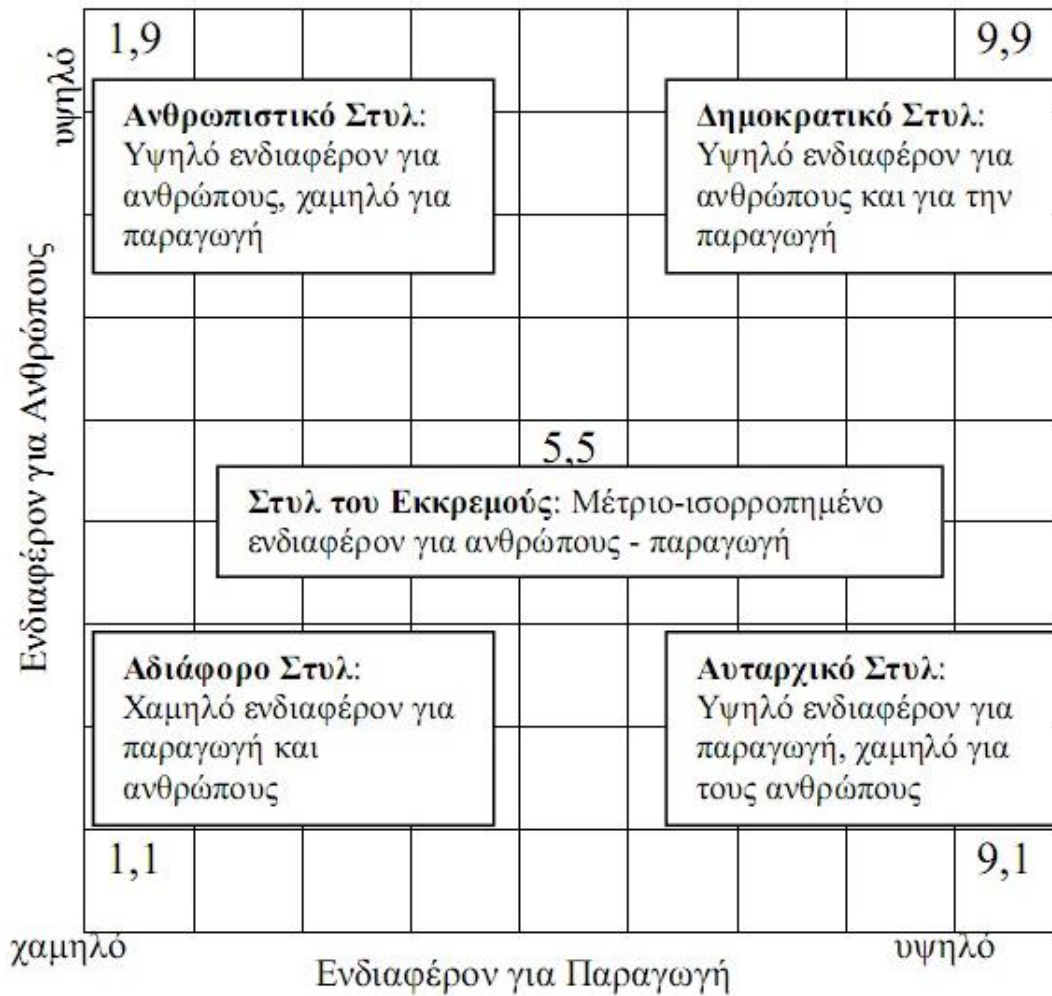 1,9
9,9
υψηλό
Ανθρωπιστικό Στυλ:
Υψηλό ενδιαφέρον για
ανθρώπους, χαμηλό για
παραγωγή
Δημοκρατικό Στυλ:
Υψηλό ενδιαφέρον για
ανθρώπους και για την
παραγωγή
Ενδιαφέρον για Ανθρώπους
5,5
Στυλ του Εκκρεμούς: Μέτριο-ισορροπημένο
ενδιαφέρον για ανθρώπους - παραγωγή
Αδιάφορο Στυλ:
Χαμηλό ενδιαφέρον για
παραγωγή και
ανθρώπους
Αυταρχικό Στυλ:
Υψηλό ενδιαφέρον για
παραγωγή, χαμηλό για
τους ανθρώπους
1,1
9,1
χαμηλό
υψηλό
Ενδιαφέρον για Παραγωγή